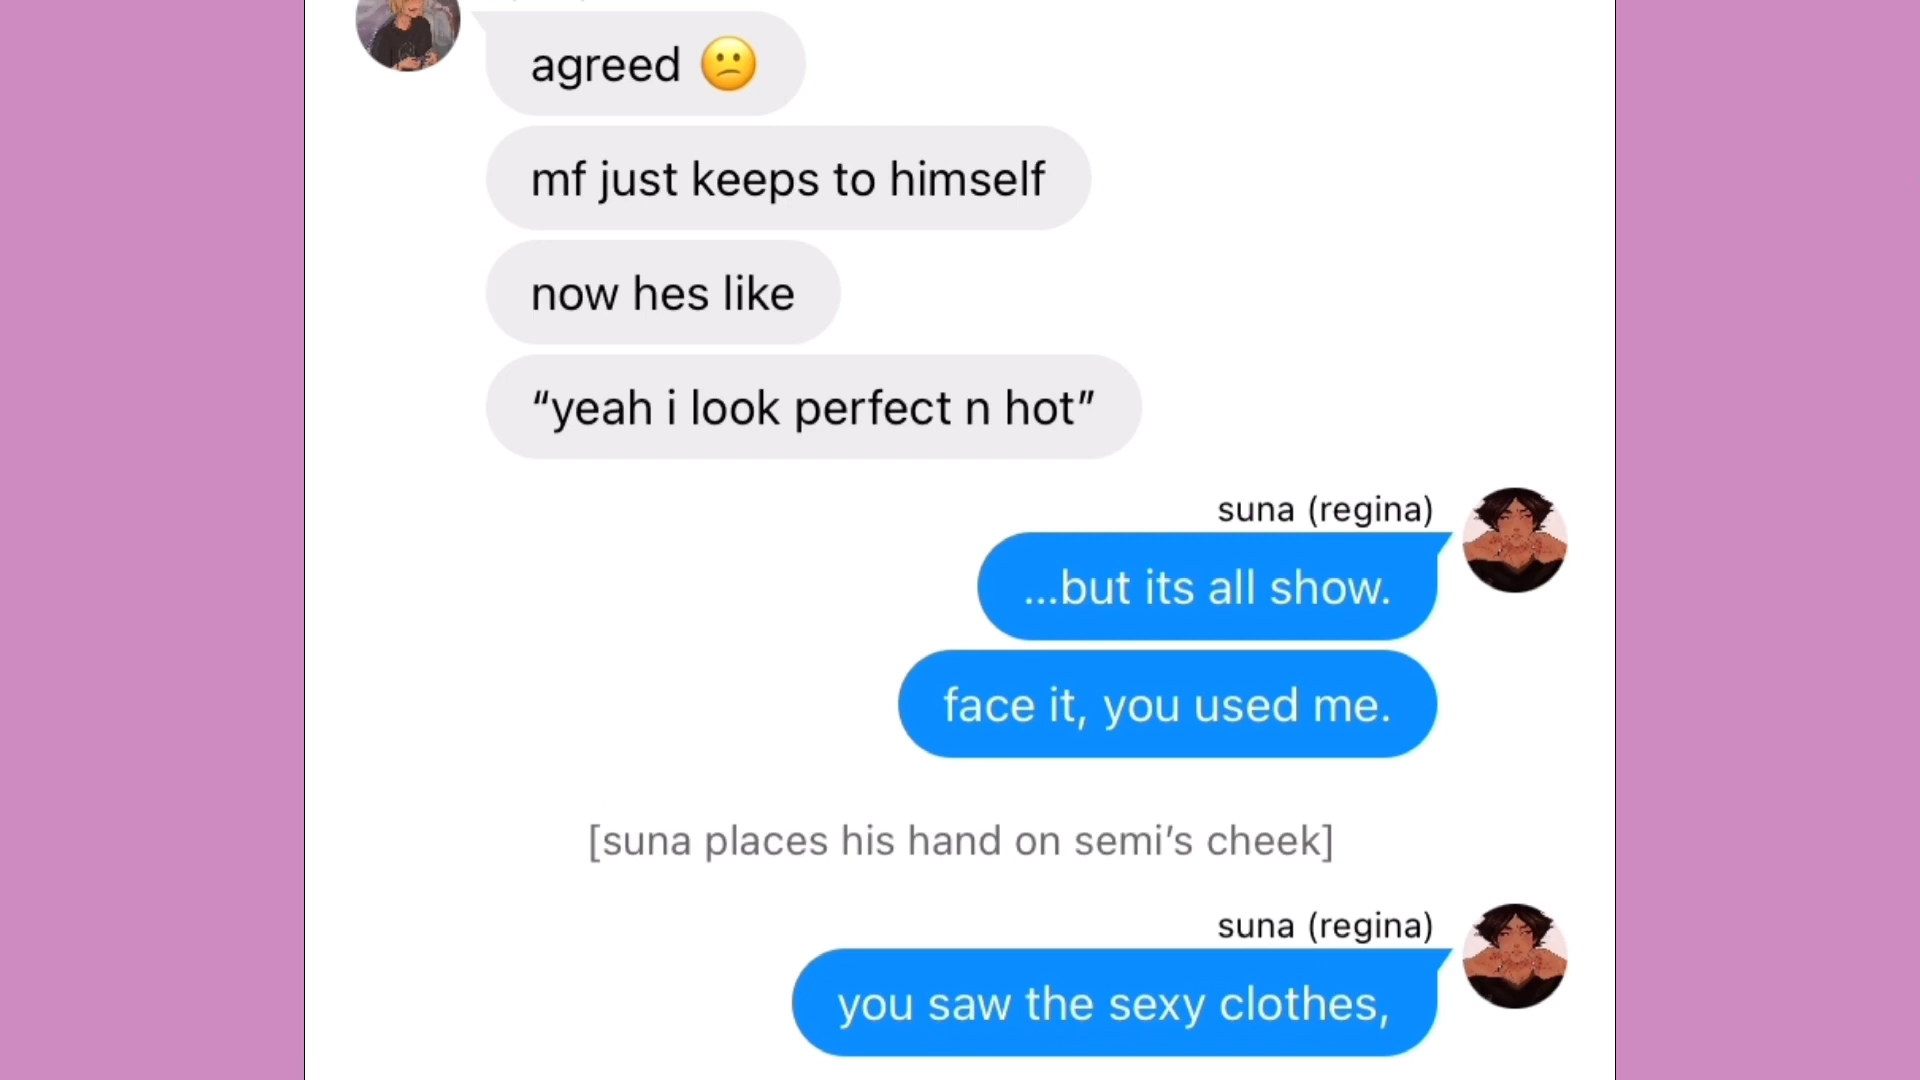 agreed 😕
mf just keeps to himself
now hes like
“yeah i look perfect n hot”
suna (regina)
...but its all show.
face it, you used me.
[suna places his hand on semi’s cheek]
suna (regina)
you saw the sexy clothes,